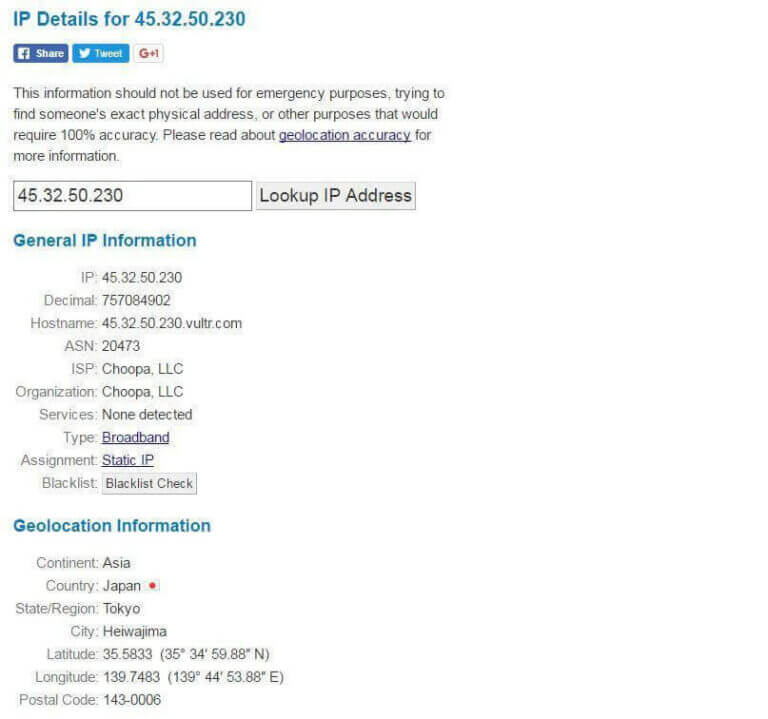 IP Details for 45.32.50.230
Share Tweet G+1
This information should not be used for emergency purposes, trying to
find someone's exact physical address, or other purposes that would
require 100% accuracy. Please read about geolocation accuracy for
more information.
45.32.50.230 Lookup IP Address
General IP Information
IP: 45.32.50.230
Decimal: 757084902
Hostname: 45.32.50.230.vultr.com
ASN: 20473
ISP: Choopa, LLC
Organization: Choopa, LLC
Services: None detected
Type: Broadband
Assignment: Static IP
Blacklist: Blacklist Check
Geolocation Information
Continent: Asia
Country: Japan
State/Region: Tokyo
City: Heiwajima
Latitude: 35.5833 (35° 34′ 59.88″ N)
Longitude: 139.7483 (139° 44′ 53.88″ E)
Postal Code: 143-0006